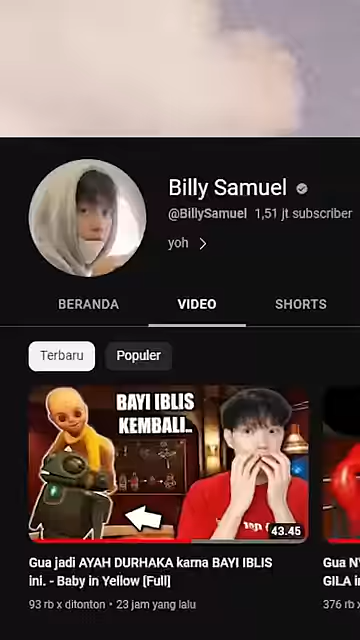 Billy Samuel
@BillySamuel 1,51 jt subscriber
yoh
BERANDA VIDEO SHORTS
Terbaru Populer
BAYI IBLIS
KEMBALI..
43.45
Gua jadi AYAH DURHAKA karna BAYI IBLIS
ini. - Baby in Yellow [Full]
93 rb x ditonton • 23 jam yang lalu
Gua
GILA
376 rb